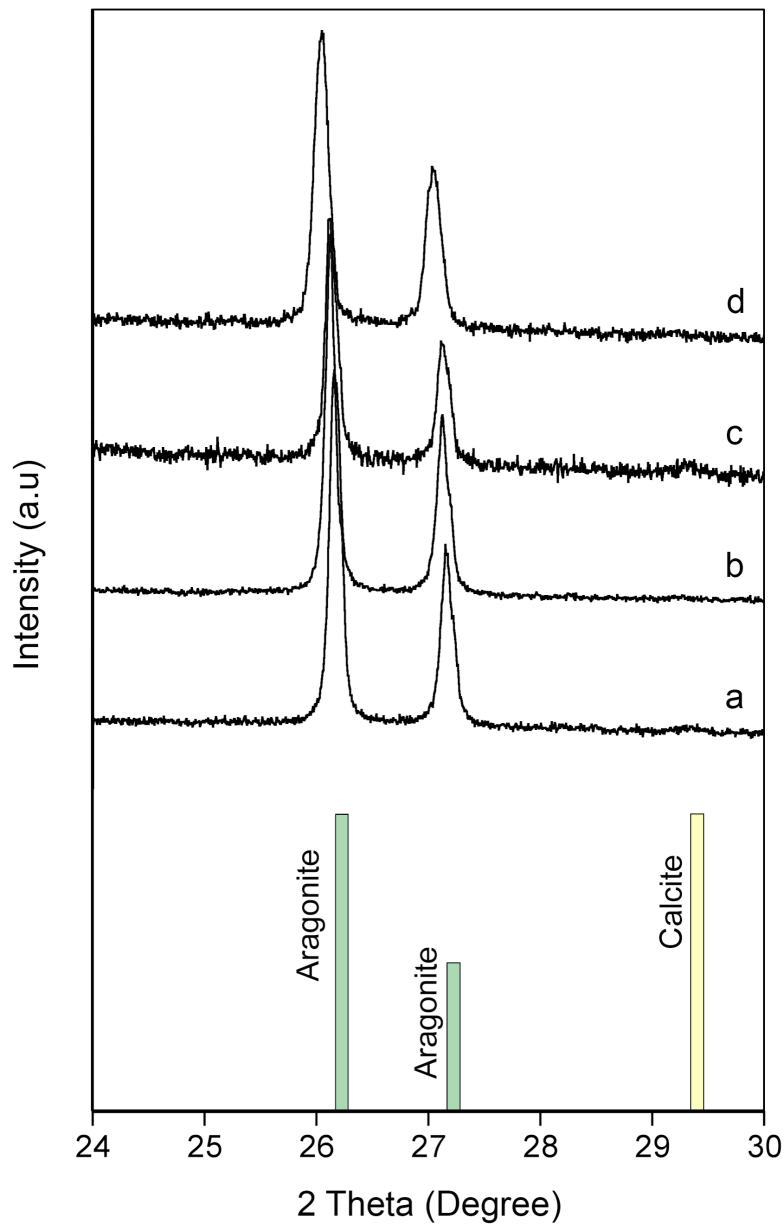 d
c
b
a
Intensity (a.u)
Aragonite
Aragonite
Calcite
24 25 26 27 28 29 30
2 Theta (Degree)